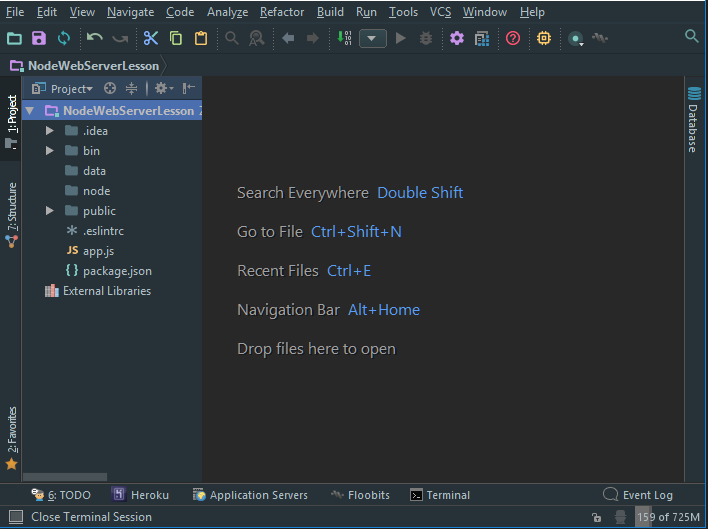 File Edit View Navigate Code Analyze Refactor Build Run Tools VCS Window Help
NodeWebServerLesson
1: Project
Project
NodeWebServerLesson
.idea
bin
data
node
public
.eslintrc
JS app.js
{ } package.json
External Libraries
7: Structure
2: Favorites
Search Everywhere Double Shift
Go to File Ctrl+Shift+N
Recent Files Ctrl+E
Navigation Bar Alt+Home
Drop files here to open
Database
6: TODO Heroku Application Servers Floobits Terminal Event Log
Close Terminal Session 159 of 725M